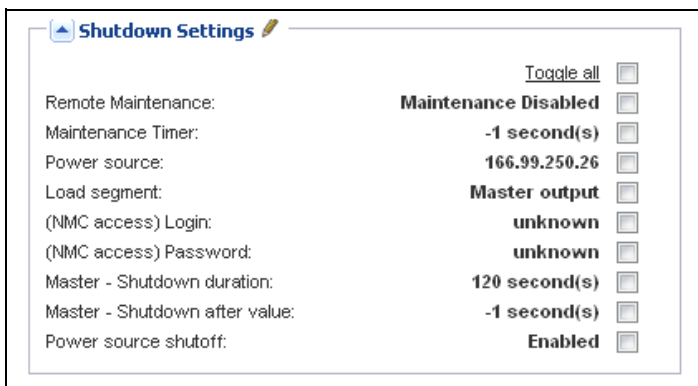 Shutdown Settings
Toggle all
Remote Maintenance: Maintenance Disabled
Maintenance Timer: -1 second(s)
Power source: 166.99.250.26
Load segment: Master output
(NMC access) Login: unknown
(NMC access) Password: unknown
Master - Shutdown duration: 120 second(s)
Master - Shutdown after value: -1 second(s)
Power source shutoff: Enabled